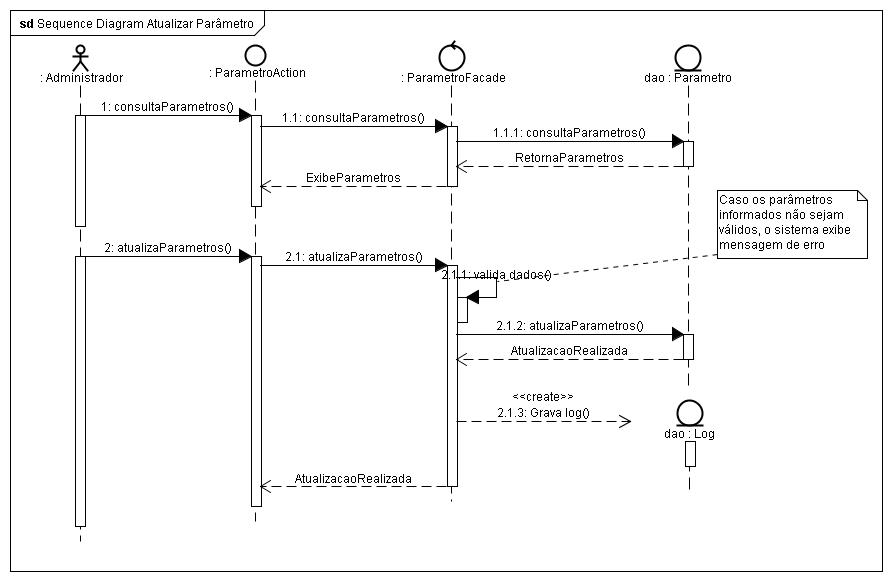 sd Sequence Diagram Atualizar Parâmetro
: Administrador
: ParametroAction
: ParametroFacade
dao : Parametro
1: consultaParametros()
1.1: consultaParametros()
1.1.1: consultaParametros()
RetornaParametros
ExibeParametros
Caso os parâmetros
informados não sejam
válidos, o sistema exibe
mensagem de erro
2: atualizaParametros()
2.1: atualizaParametros()
2.1.1: valida dados()
2.1.2: atualizaParametros()
AtualizacaoRealizada
<<create>>
2.1.3: Grava log()
dao : Log
AtualizacaoRealizada